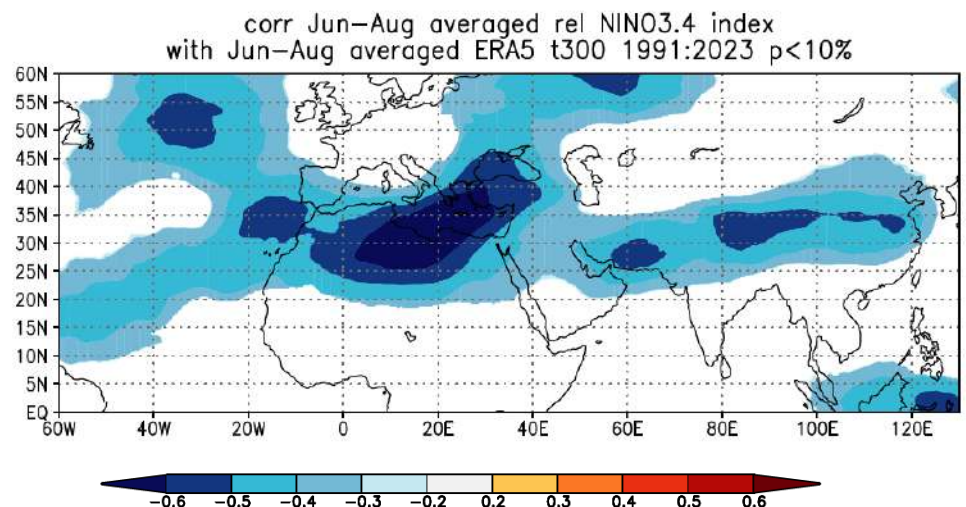 corr Jun-Aug averaged rel NINO3.4 index
with Jun-Aug averaged ERA5 t300 1991:2023 p<10%
60N
55N
50N
45N
40N
35N
30N
25N
20N
15N
10N
5N
EQ
60W 40W 20W 0 20E 40E 60E 80E 100E 120E
-0.6 -0.5 -0.4 -0.3 -0.2 0.2 0.3 0.4 0.5 0.6